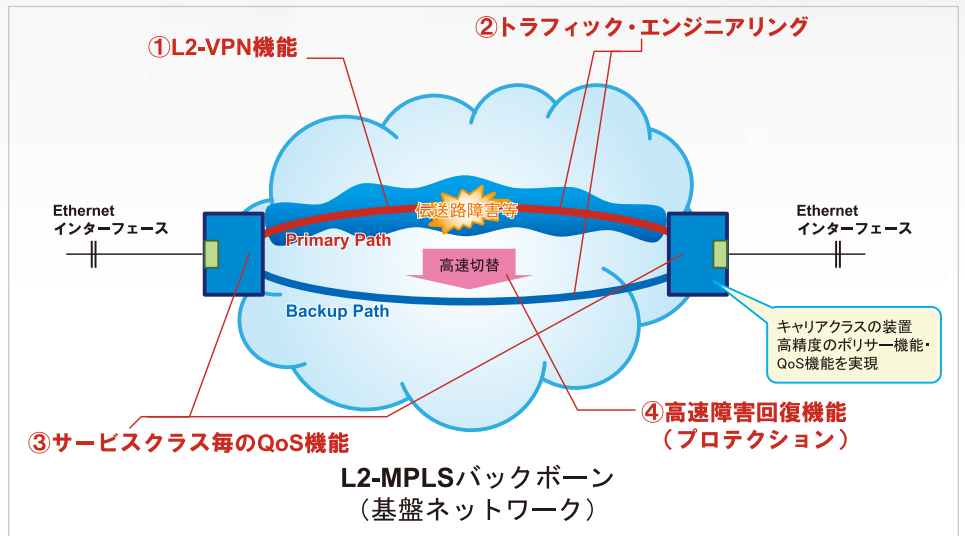 ①L2-VPN機能
②トラフィック・エンジニアリング
伝送路障害等
Ethernet
インターフェース
Ethernet
インターフェース
Primary Path
高速切替
Backup Path
キャリアクラスの装置
高精度のポリサー機能・
QoS機能を実現
③サービスクラス毎のQoS機能
④高速障害回復機能
（プロテクション）
L2-MPLSバックボーン
（基盤ネットワーク）